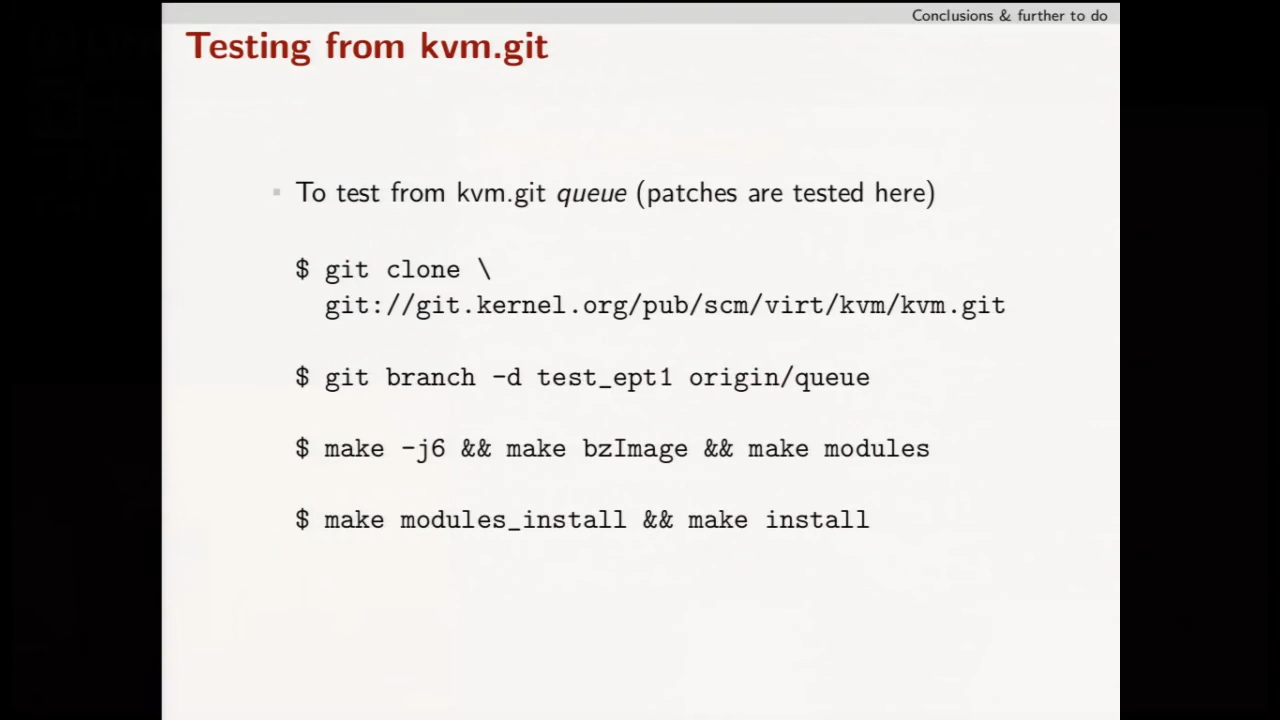 Conclusions & further to do
Testing from kvm.git
To test from kvm.git queue (patches are tested here)
$ git clone \
git://git.kernel.org/pub/scm/virt/kvm/kvm.git
$ git branch -d test_ept1 origin/queue
$ make -j6 && make bzImage && make modules
$ make modules_install && make install